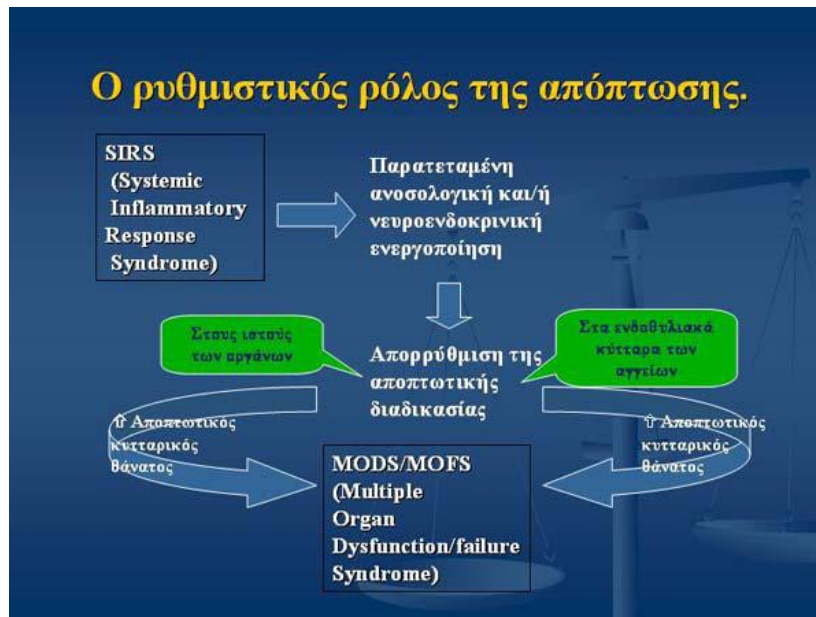 Ο ρυθμιστικός ρόλος της απόπτωσης.
SIRS
(Systemic
Inflammatory
Response
Syndrome)
Παρατεταμένη
ανοσολογική και/ή
νευροενδοκρινική
ενεργοποίηση
Στους ιστούς
των οργάνων
Απορρύθμιση της
αποπτωτικής
διαδικασίας
Στα ενδοθυλιακά
κύτταρα των
αγγείων
⇧ Αποπτωτικός
κυτταρικός
θάνατος
MODS/MOFS
(Multiple
Organ
Dysfunction/failure
Syndrome)
⇧ Αποπτωτικός
κυτταρικός
θάνατος